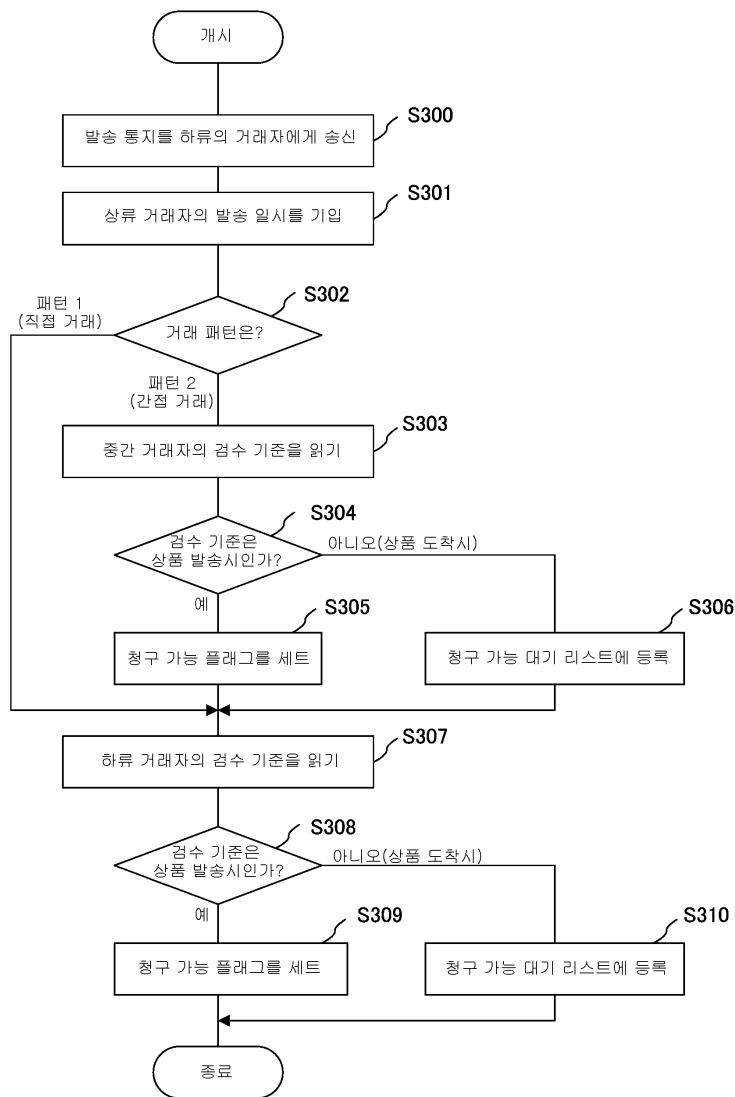 개시
S300
발송 통지를 하류의 거래자에게 송신
S301
상류 거래자의 발송 일시를 기입
S302
패턴 1
(직접 거래)
거래 패턴은?
패턴 2
(간접 거래)
S303
중간 거래자의 검수 기준을 읽기
S304
검수 기준은
상품 발송시인가?
아니오(상품 도착시)
예
S305
청구 가능 플래그를 세트
S306
청구 가능 대기 리스트에 등록
S307
하류 거래자의 검수 기준을 읽기
S308
검수 기준은
상품 발송시인가?
아니오(상품 도착시)
예
S309
청구 가능 플래그를 세트
S310
청구 가능 대기 리스트에 등록
종료